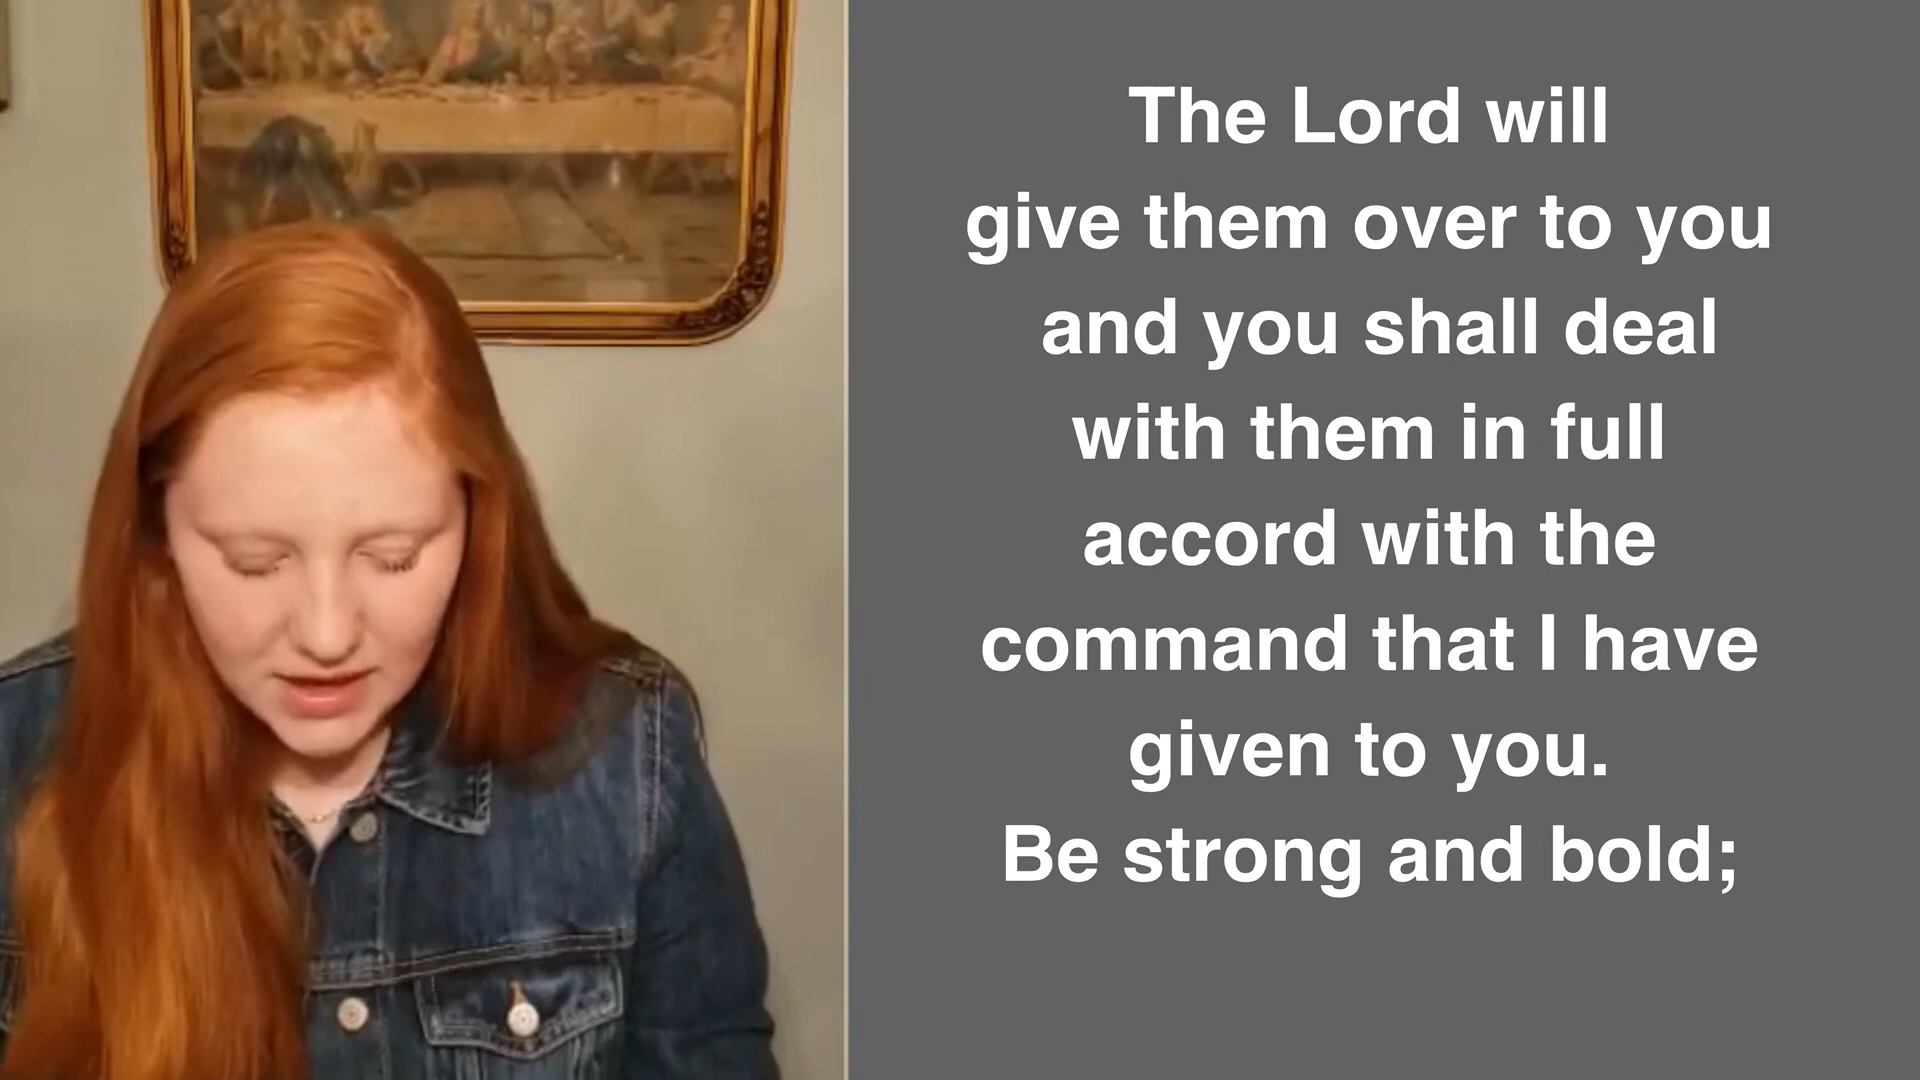 The Lord will
give them over to you
and you shall deal
with them in full
accord with the
command that I have
given to you.
Be strong and bold;